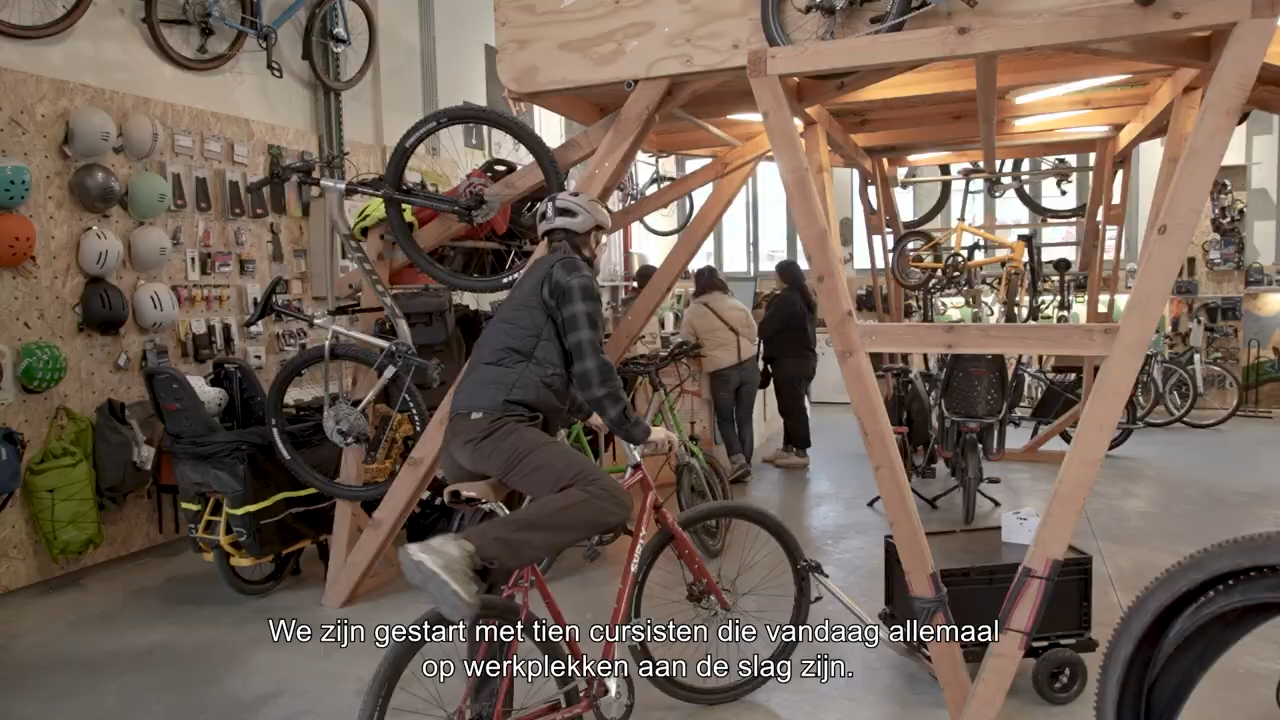 We zijn gestart met tien cursisten die vandaag allemaal
op werkplekken aan de slag zijn.